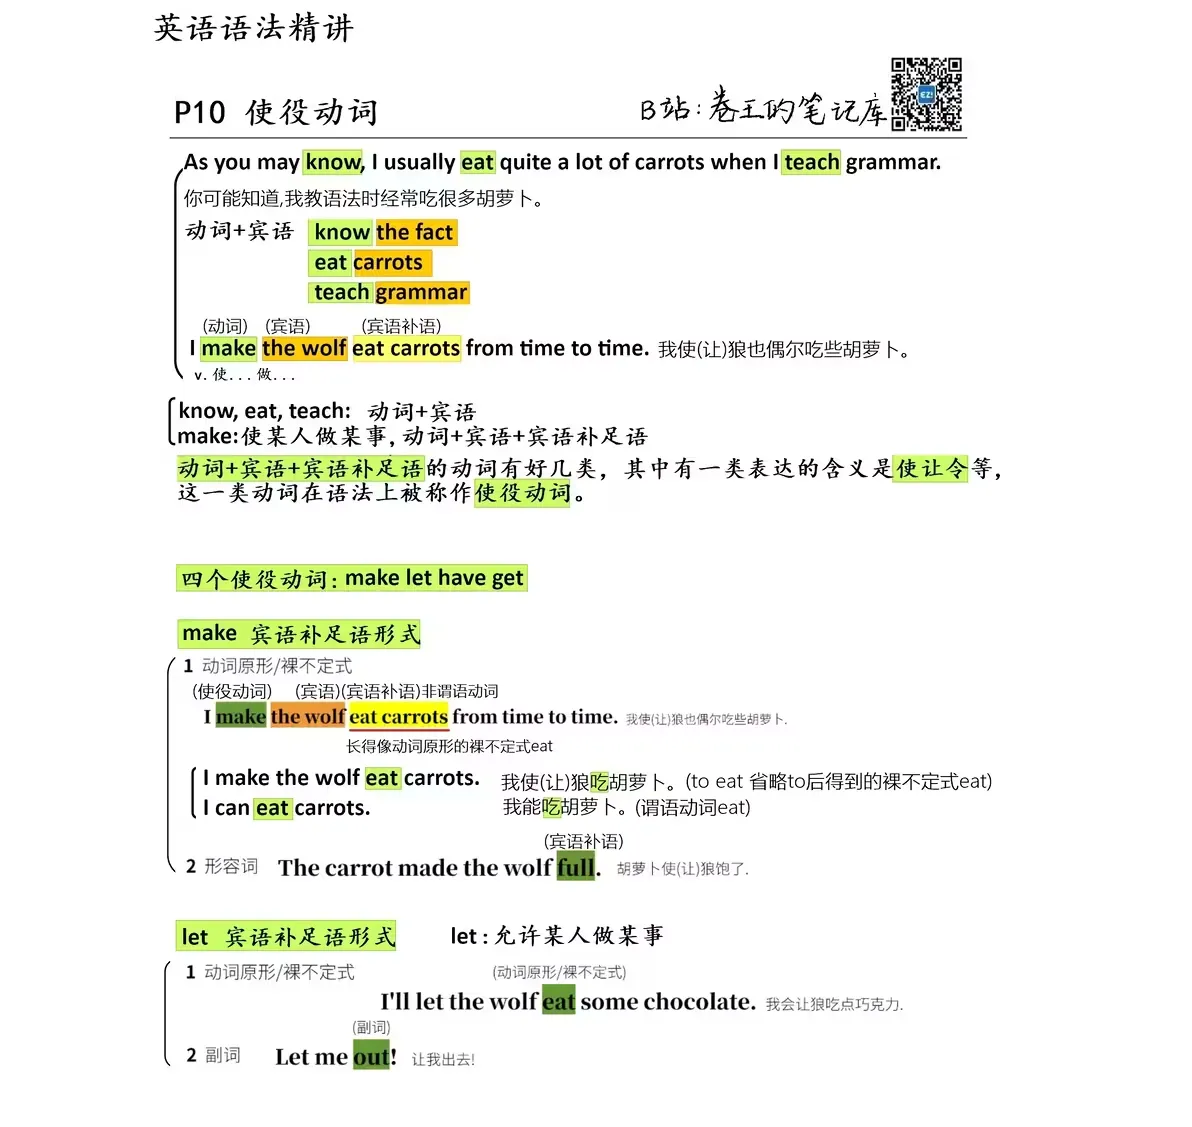 英语语法精讲
P10 使役动词
B站:卷王的笔记库
EZ!
As you may know, I usually eat quite a lot of carrots when I teach grammar.
你可能知道,我教语法时经常吃很多胡萝卜。
动词+宾语 know the fact
eat carrots
teach grammar
(动词) (宾语) (宾语补语)
I make the wolf eat carrots from time to time. 我使(让)狼也偶尔吃些胡萝卜。
v. 使... 做...
know, eat, teach: 动词+宾语
make:使某人做某事, 动词+宾语+宾语补足语
动词+宾语+宾语补足语的动词有好几类，其中有一类表达的含义是使让令等，
这一类动词在语法上被称作使役动词。
四个使役动词: make let have get
make 宾语补足语形式
1 动词原形/裸不定式
(使役动词) (宾语)(宾语补语)非谓语动词
I make the wolf eat carrots from time to time. 我使(让)狼也偶尔吃些胡萝卜.
长得像动词原形的裸不定式eat
I make the wolf eat carrots. 我使(让)狼吃胡萝卜。(to eat 省略to后得到的裸不定式eat)
I can eat carrots. 我能吃胡萝卜。(谓语动词eat)
(宾语补语)
2 形容词 The carrot made the wolf full. 胡萝卜使(让)狼饱了.
let 宾语补足语形式 let :允许某人做某事
1 动词原形/裸不定式 (动词原形/裸不定式)
I'll let the wolf eat some chocolate. 我会让狼吃点巧克力.
(副词)
2 副词 Let me out! 让我出去!